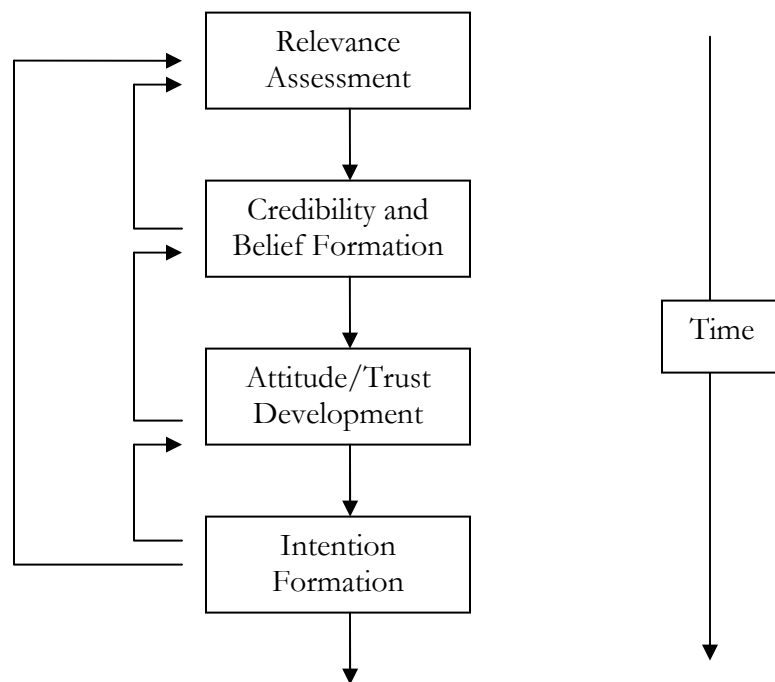 Relevance
Assessment
Credibility and
Belief Formation
Time
Attitude/Trust
Development
Intention
Formation